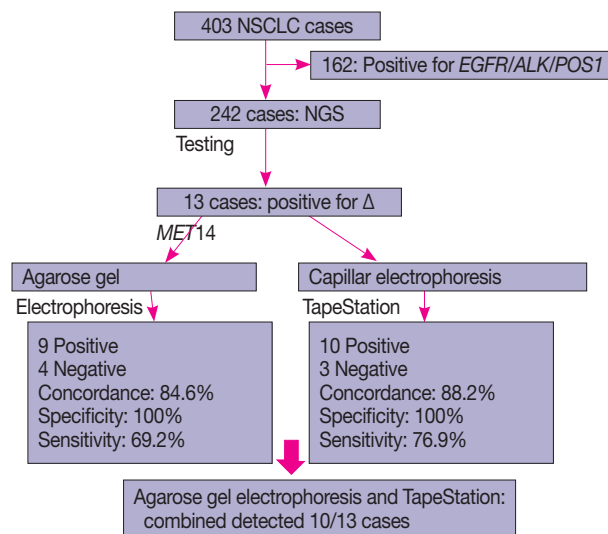 403 NSCLC cases
162: Positive for EGFR/ALK/POS1
242 cases: NGS
Testing
13 cases: positive for Δ
MET14
Agarose gel
Electrophoresis
9 Positive
4 Negative
Concordance: 84.6%
Specificity: 100%
Sensitivity: 69.2%
Capillar electrophoresis
TapeStation
10 Positive
3 Negative
Concordance: 88.2%
Specificity: 100%
Sensitivity: 76.9%
Agarose gel electrophoresis and TapeStation:
combined detected 10/13 cases